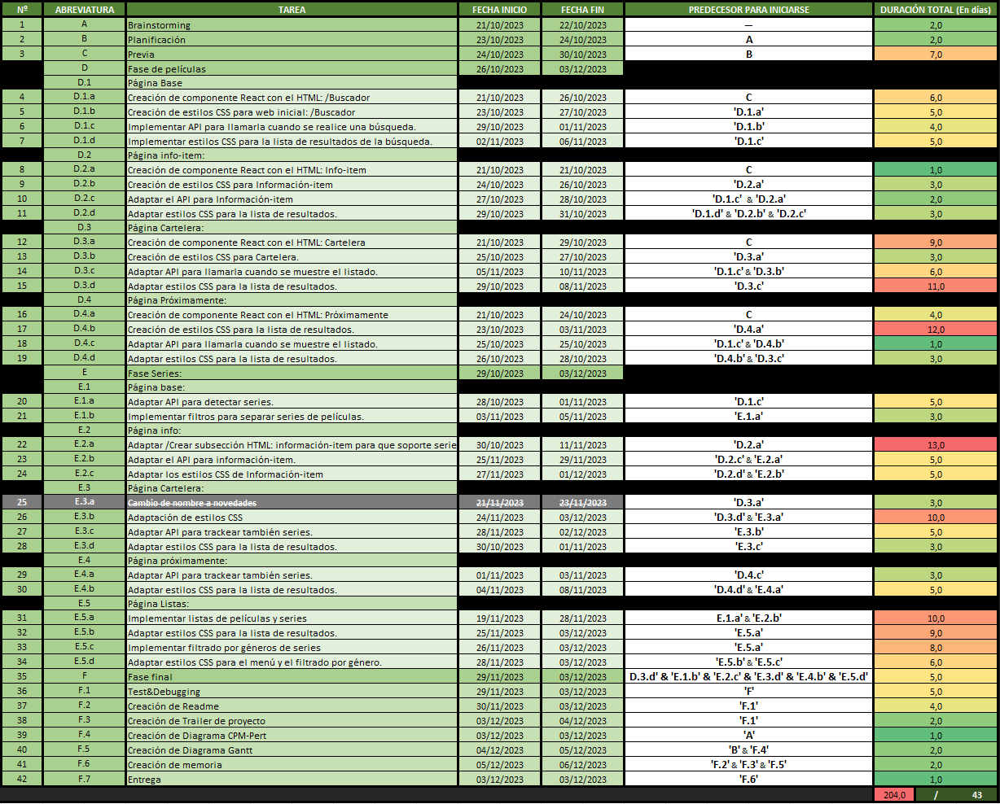 Nº ABREVIATURA TAREA FECHA INICIO FECHA FIN PREDECESOR PARA INICIARSE DURACIÓN TOTAL (En días)
1 A Brainstorming 21/10/2023 22/10/2023 — 2,0
2 B Planificación 23/10/2023 24/10/2023 A 2,0
3 C Previa 24/10/2023 30/10/2023 B 7,0
D Fase de películas 26/10/2023 03/12/2023
D.1 Página Base
4 D.1.a Creación de componente React con el HTML: /Buscador 21/10/2023 26/10/2023 C 6,0
5 D.1.b Creación de estilos CSS para web inicial: /Buscador 23/10/2023 27/10/2023 'D.1.a' 5,0
6 D.1.c Implementar API para llamarla cuando se realice una búsqueda. 29/10/2023 01/11/2023 'D.1.b' 4,0
7 D.1.d Implementar estilos CSS para la lista de resultados de la búsqueda. 02/11/2023 06/11/2023 'D.1.c' 5,0
D.2 Página info-item:
8 D.2.a Creación de componente React con el HTML: Info-item 21/10/2023 21/10/2023 C 1,0
9 D.2.b Creación de estilos CSS para Información-item 24/10/2023 26/10/2023 'D.2.a' 3,0
10 D.2.c Adaptar el API para Información-item 27/10/2023 28/10/2023 'D.1.c' & 'D.2.a' 2,0
11 D.2.d Adaptar estilos CSS para la lista de resultados. 29/10/2023 31/10/2023 'D.1.d' & 'D.2.b' & 'D.2.c' 3,0
D.3 Página Cartelera:
12 D.3.a Creación de componente React con el HTML: Cartelera 21/10/2023 29/10/2023 C 9,0
13 D.3.b Creación de estilos CSS para Cartelera. 25/10/2023 27/10/2023 'D.3.a' 3,0
14 D.3.c Adaptar API para llamarla cuando se muestre el listado. 05/11/2023 10/11/2023 'D.1.c' & 'D.3.b' 6,0
15 D.3.d Adaptar estilos CSS para la lista de resultados. 29/10/2023 08/11/2023 'D.3.c' 11,0
D.4 Página Próximamente:
16 D.4.a Creación de componente React con el HTML: Próximamente 21/10/2023 24/10/2023 C 4,0
17 D.4.b Creación de estilos CSS para la lista de resultados. 23/10/2023 03/11/2023 'D.4.a' 12,0
18 D.4.c Adaptar API para llamarla cuando se muestre el listado. 25/10/2023 25/10/2023 'D.1.c' & 'D.4.b' 1,0
19 D.4.d Adaptar estilos CSS para la lista de resultados. 26/10/2023 28/10/2023 'D.4.b' & 'D.3.c' 3,0
E Fase Series: 29/10/2023 03/12/2023
E.1 Página base:
20 E.1.a Adaptar API para detectar series. 28/10/2023 01/11/2023 'D.1.c' 5,0
21 E.1.b Implementar filtros para separar series de películas. 03/11/2023 05/11/2023 'E.1.a' 3,0
E.2 Página info:
22 E.2.a Adaptar /Crear subsección HTML: información-item para que soporte serie 30/10/2023 11/11/2023 'D.2.a' 13,0
23 E.2.b Adaptar el API para información-item. 25/11/2023 29/11/2023 'D.2.c' & 'E.2.a' 5,0
24 E.2.c Adaptar los estilos CSS de Información-item 27/11/2023 01/12/2023 'D.2.d' & 'E.2.b' 5,0
E.3 Página Cartelera:
25 E.3.a Cambio de nombre a novedades 21/11/2023 23/11/2023 'D.3.a' 3,0
26 E.3.b Adaptación de estilos CSS 24/11/2023 03/12/2023 'D.3.d' & 'E.3.a' 10,0
27 E.3.c Adaptar API para trackear también series. 28/11/2023 02/12/2023 'E.3.b' 5,0
28 E.3.d Adaptar estilos CSS para la lista de resultados. 30/10/2023 01/11/2023 'E.3.c' 3,0
E.4 Página próximamente:
29 E.4.a Adaptar API para trackear también series. 01/11/2023 03/11/2023 'D.4.c' 3,0
30 E.4.b Adaptar estilos CSS para la lista de resultados. 04/11/2023 08/11/2023 'D.4.d' & 'E.4.a' 5,0
E.5 Página Listas:
31 E.5.a Implementar listas de películas y series 19/11/2023 28/11/2023 E.1.a' & 'E.2.b' 10,0
32 E.5.b Adaptar estilos CSS para la lista de resultados. 25/11/2023 03/12/2023 'E.5.a' 9,0
33 E.5.c Implementar filtrado por géneros de series 26/11/2023 03/12/2023 'E.5.a' 8,0
34 E.5.d Adaptar estilos CSS para el menú y el filtrado por género. 28/11/2023 03/12/2023 'E.5.b' & 'E.5.c' 6,0
35 F Fase final 29/11/2023 03/12/2023 D.3.d' & 'E.1.b' & 'E.2.c' & 'E.3.d' & 'E.4.b' & 'E.5.d' 5,0
36 F.1 Test&Debugging 29/11/2023 03/12/2023 'F' 5,0
37 F.2 Creación de Readme 30/11/2023 03/12/2023 'F.1' 4,0
38 F.3 Creación de Trailer de proyecto 03/12/2023 04/12/2023 'F.1' 2,0
39 F.4 Creación de Diagrama CPM-Pert 03/12/2023 03/12/2023 'A' 1,0
40 F.5 Creación de Diagrama Gantt 04/12/2023 05/12/2023 'B' & 'F.4' 2,0
41 F.6 Creación de memoria 05/12/2023 06/12/2023 'F.2' & 'F.3' & 'F.5' 2,0
42 F.7 Entrega 03/12/2023 03/12/2023 'F.6' 1,0
204,0 / 43